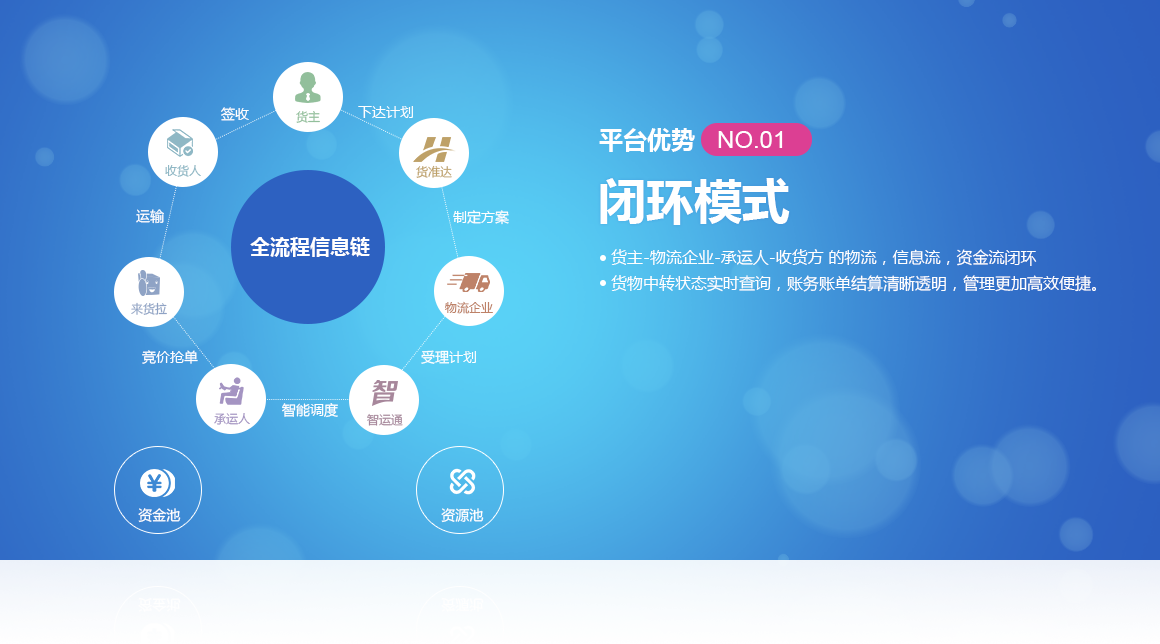 货主
签收
下达计划
收货人
货准达
运输
制定方案
全流程信息链
来货拉
物流企业
竞价抢单
受理计划
承运人
智能调度
智
智运通
¥
资金池
资源池
平台优势 NO.01
闭环模式
• 货主-物流企业-承运人-收货方 的物流，信息流，资金流闭环
• 货物中转状态实时查询，账务账单结算清晰透明，管理更加高效便捷。